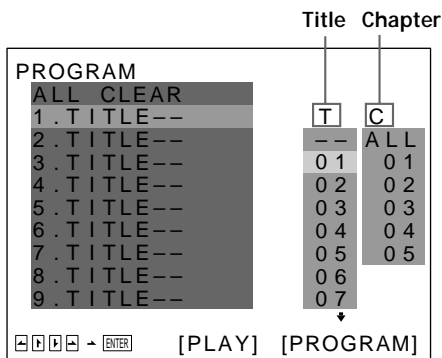 Title Chapter
PROGRAM
ALL CLEAR
1.TITLE––
2.TITLE––
3.TITLE––
4.TITLE––
5.TITLE––
6.TITLE––
7.TITLE––
8.TITLE––
9.TITLE––
T
––
01
02
03
04
05
06
07
C
ALL
01
02
03
04
05
ENTER [PLAY] [PROGRAM]